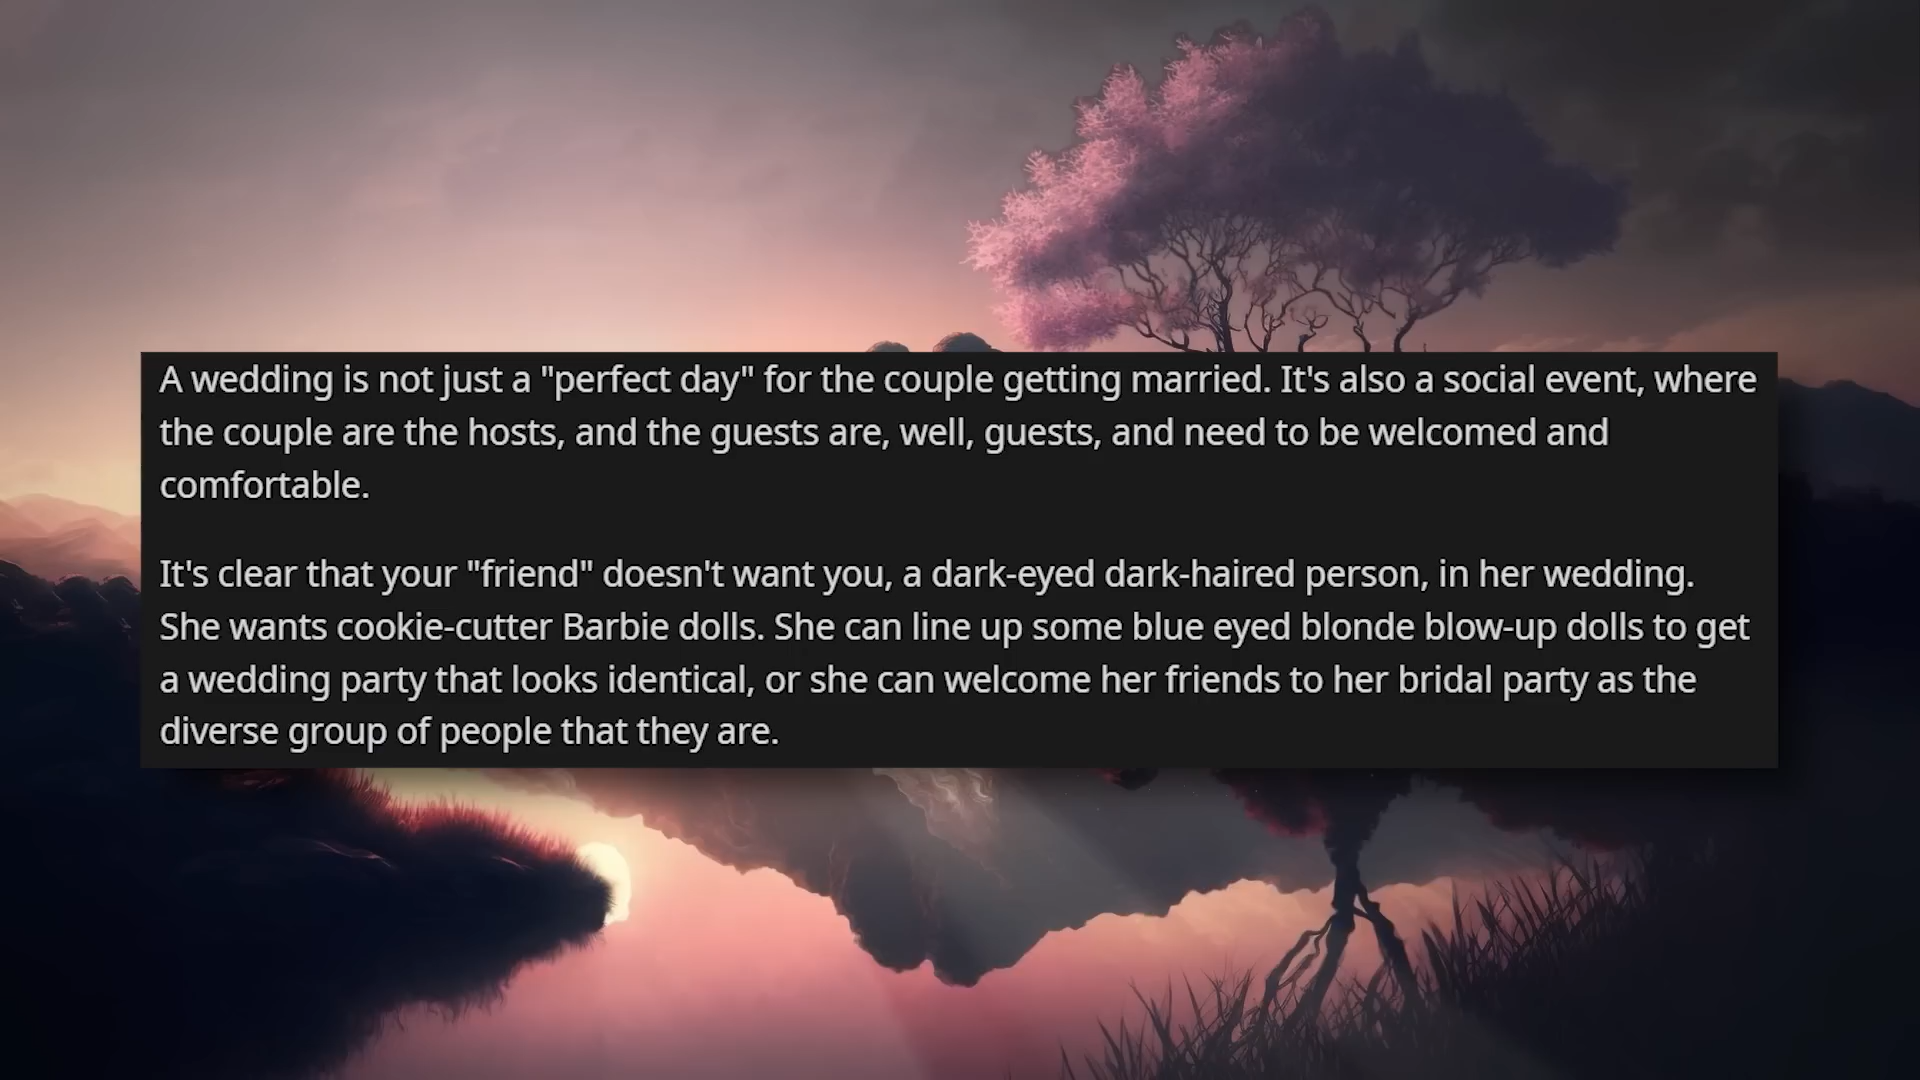 A wedding is not just a "perfect day" for the couple getting married. It's also a social event, where
the couple are the hosts, and the guests are, well, guests, and need to be welcomed and
comfortable.
It's clear that your "friend" doesn't want you, a dark-eyed dark-haired person, in her wedding.
She wants cookie-cutter Barbie dolls. She can line up some blue eyed blonde blow-up dolls to get
a wedding party that looks identical, or she can welcome her friends to her bridal party as the
diverse group of people that they are.